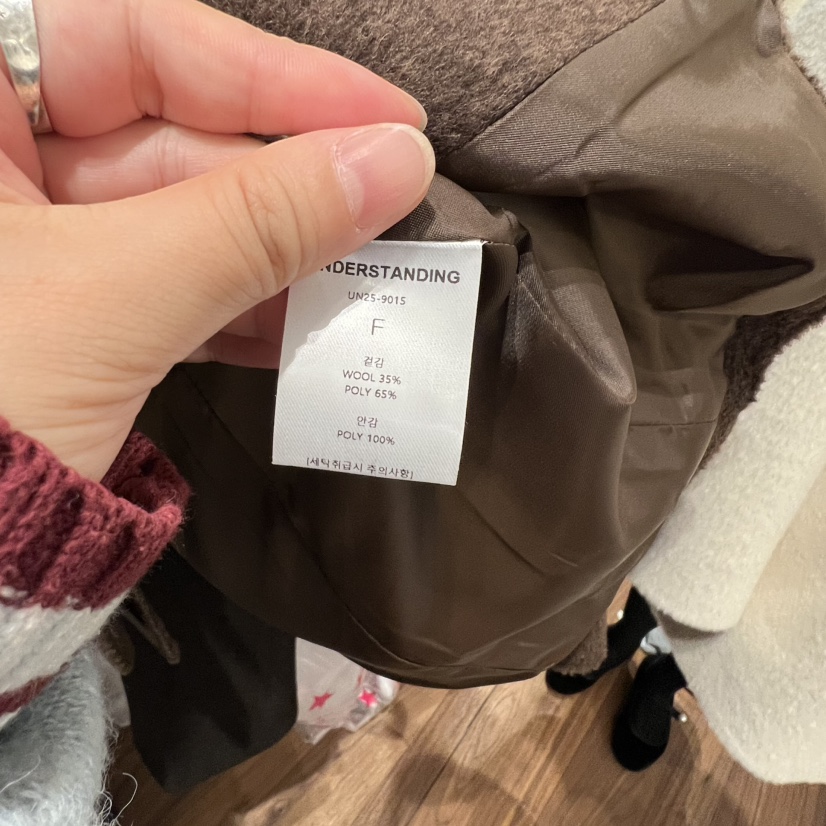 NDERSTANDING
UN25-9015
F
겉감
WOOL 35%
POLY 65%
안감
POLY 100%
(세탁취급시 주의사항)